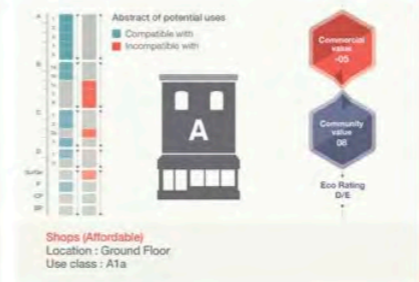 Abstract of potential uses
Compatible with
Incompatible with
A
B
C
D
A
Commercial
value
-05
Community
value
08
Eco Rating
D/E
Shops (Affordable)
Location : Ground Floor
Use class : A1a